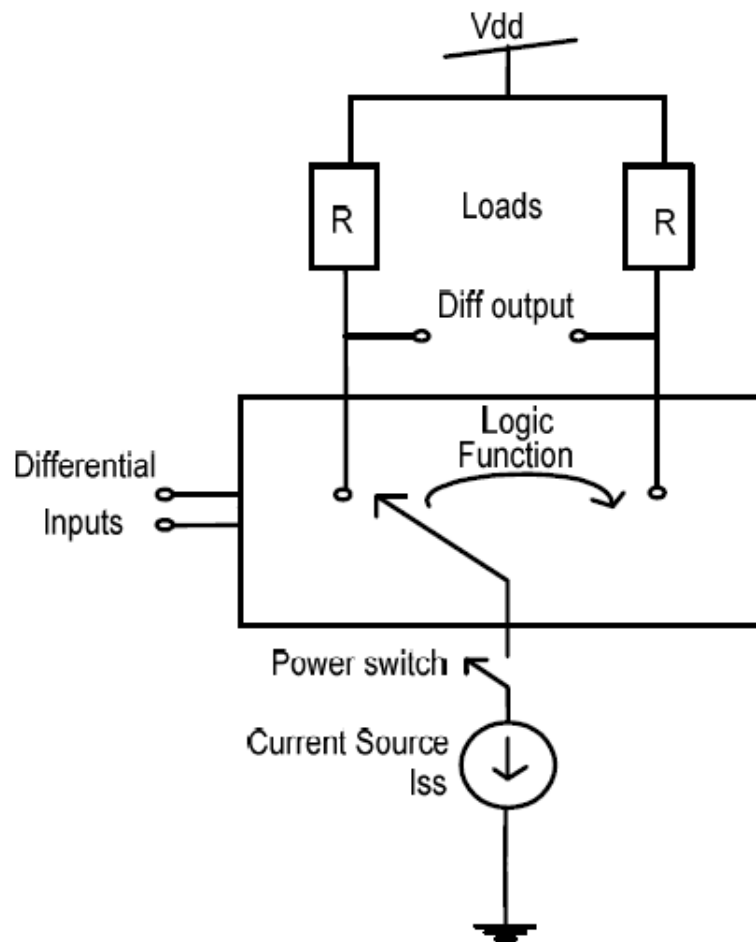 Vdd
R
Loads
R
Diff output
Logic
Function
Differential
Inputs
Power switch
Current Source
Iss